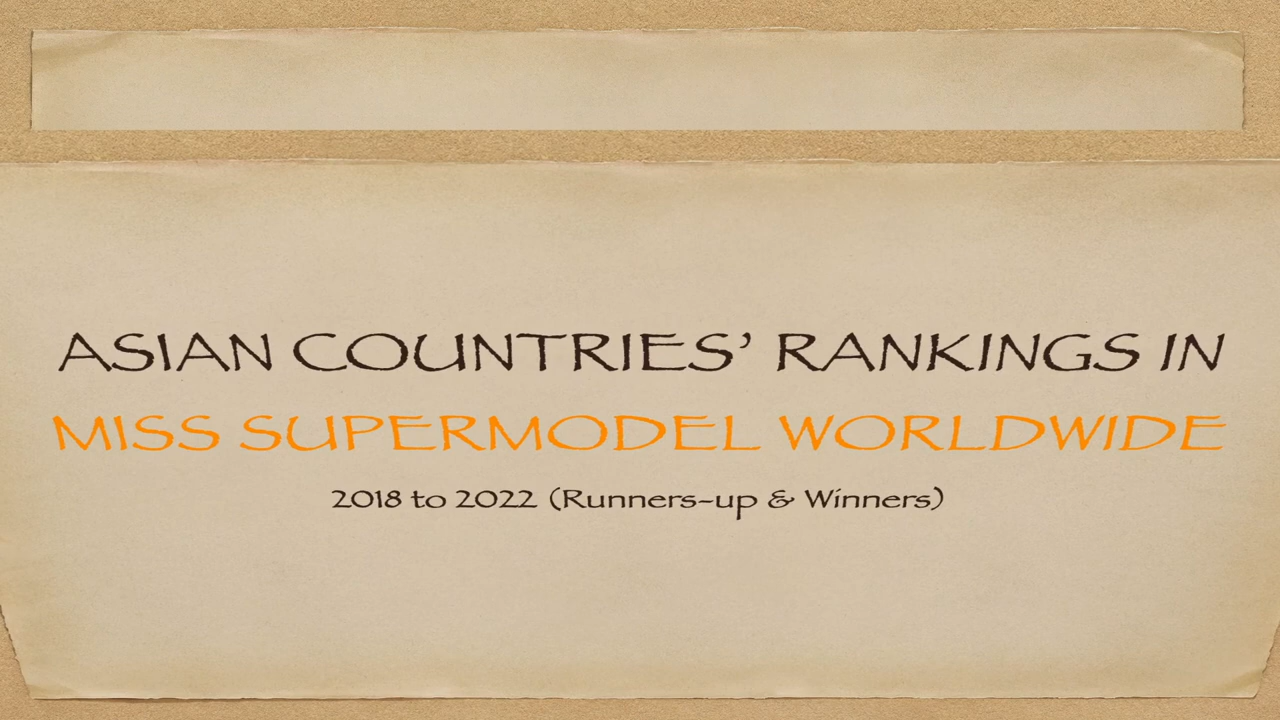 ASIAN COUNTRIES’ RANKINGS IN
MISS SUPERMODEL WORLDWIDE
2018 to 2022 (Runners-up & Winners)